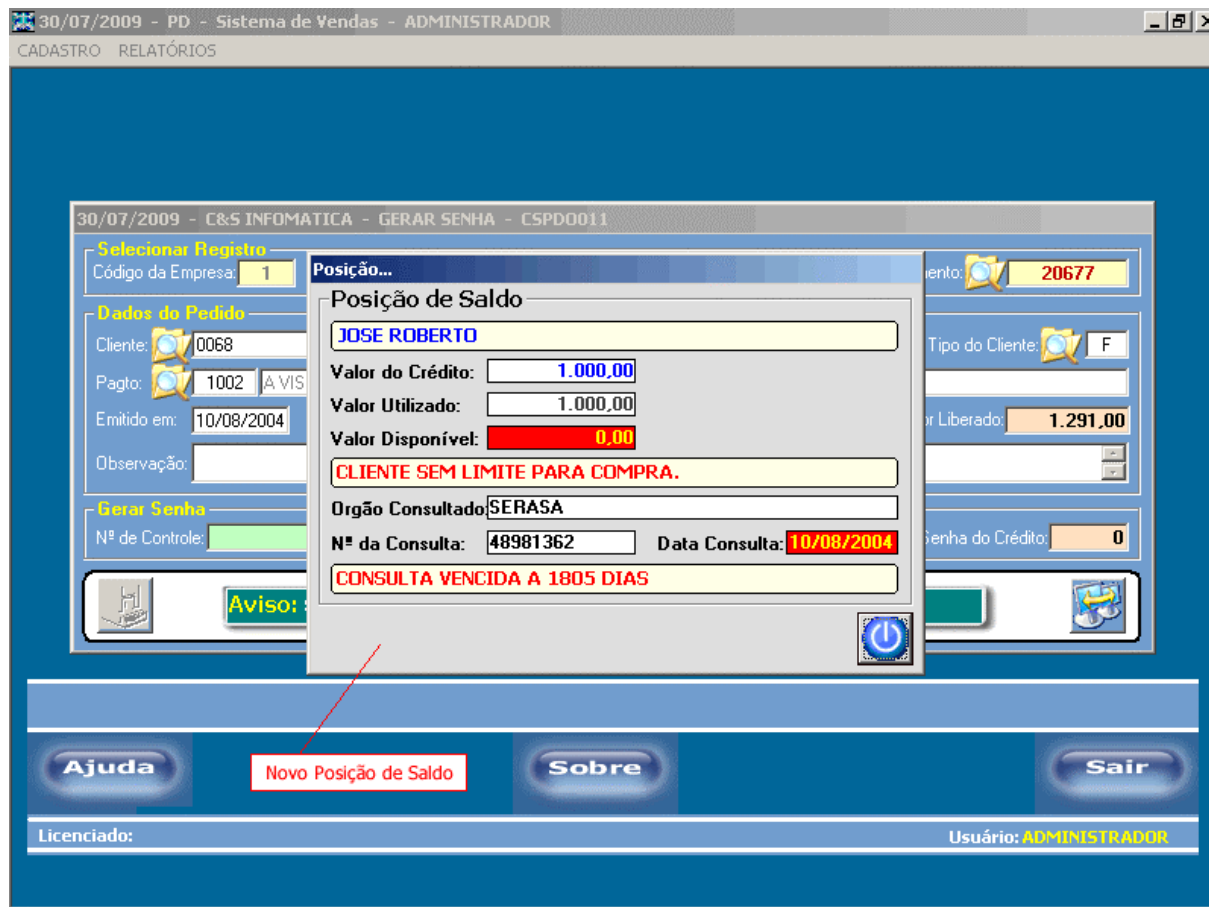 30/07/2009 - PD - Sistema de Vendas - ADMINISTRADOR
CADASTRO RELATÓRIOS
30/07/2009 - C&S INFOMATICA - GERAR SENHA - CSPD0011
Selecionar Registro
Código da Empresa: 1
20677
Dados do Pedido
Cliente: 0068
Tipo do Cliente: F
Pagto: 1002 A VIS
Emitido em: 10/08/2004
Liberado: 1.291,00
Observação:
Gerar Senha
Nº de Controle:
Senha do Crédito: 0
Aviso:
Posição...
Posição de Saldo
JOSE ROBERTO
Valor do Crédito: 1.000,00
Valor Utilizado: 1.000,00
Valor Disponível: 0,00
CLIENTE SEM LIMITE PARA COMPRA.
Orgão Consultado: SERASA
Nº da Consulta: 48981362 Data Consulta: 10/08/2004
CONSULTA VENCIDA A 1805 DIAS
Novo Posição de Saldo
Ajuda
Sobre
Sair
Licenciado:
Usuário: ADMINISTRADOR